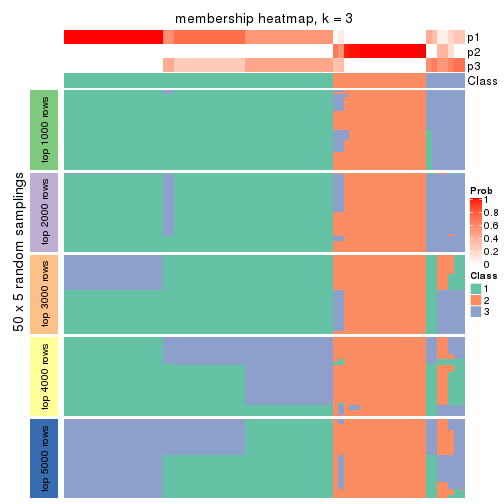 membership heatmap, k = 3
p1
p2
p3
Class
50 x 5 random samplings
top 1000 rows
top 2000 rows
top 3000 rows
top 4000 rows
top 5000 rows
Prob
1
0.8
0.6
0.4
0.2
0
Class
1
2
3